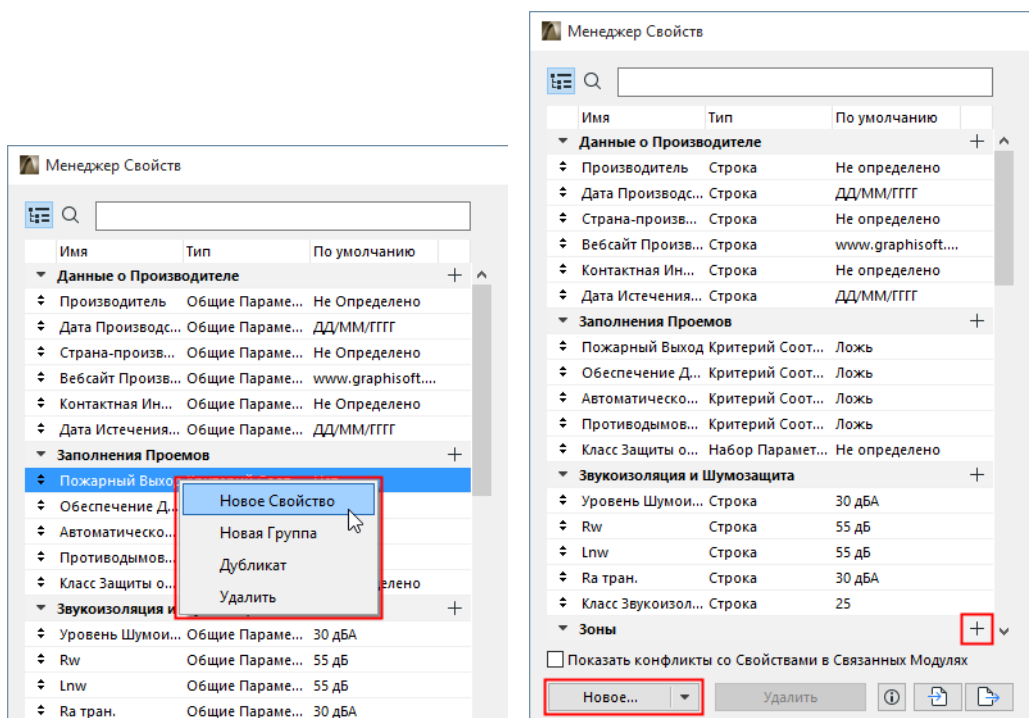 Менеджер Свойств
Имя Тип По умолчанию
Данные о Производителе
Производитель Общие Параме... Не Определено
Дата Производс... Общие Параме... ДД/ММ/ГГГГ
Страна-произв... Общие Параме... Не Определено
Вебсайт Произв... Общие Параме... www.graphisoft....
Контактная Ин... Общие Параме... Не Определено
Дата Истечения... Общие Параме... ДД/ММ/ГГГГ
Заполнения Проемов
Пожарный Выхо
Обеспечение Д...
Автоматическо...
Противодымов...
Класс Защиты о... елено
Новое Свойство
Новая Группа
Дубликат
Удалить
Звукоизоляция и
Уровень Шумои... Общие Параме... 30 дБА
Rw Общие Параме... 55 дБ
Lnw Общие Параме... 55 дБ
Ra тран. Общие Параме... 30 дБА
Менеджер Свойств
Имя Тип По умолчанию
Данные о Производителе
Производитель Строка Не определено
Дата Производс... Строка ДД/ММ/ГГГГ
Страна-произв... Строка Не определено
Вебсайт Произв... Строка www.graphisoft....
Контактная Ин... Строка Не определено
Дата Истечения... Строка ДД/ММ/ГГГГ
Заполнения Проемов
Пожарный Выход Критерий Соот... Ложь
Обеспечение Д... Критерий Соот... Ложь
Автоматическо... Критерий Соот... Ложь
Противодымов... Критерий Соот... Ложь
Класс Защиты о... Набор Парамет... Не определено
Звукоизоляция и Шумозащита
Уровень Шумои... Строка 30 дБА
Rw Строка 55 дБ
Lnw Строка 55 дБ
Ra тран. Строка 30 дБА
Класс Звукоизол... Строка 25
Зоны
Показать конфликты со Свойствами в Связанных Модулях
Новое... Удалить